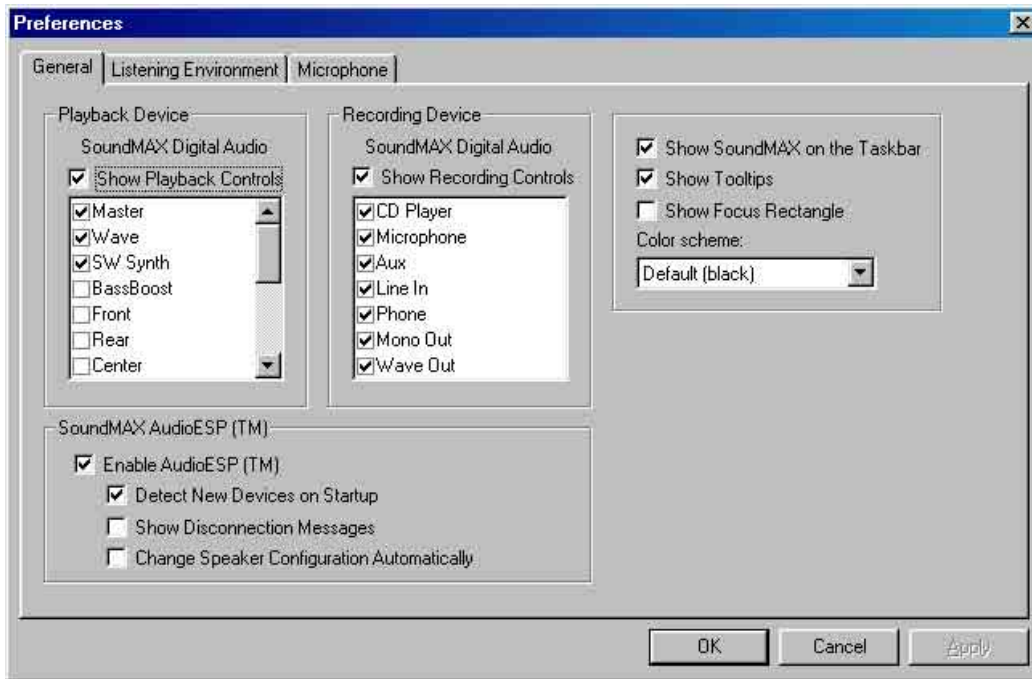 Preferences
General
Listening Environment
Microphone
Playback Device
SoundMAX Digital Audio
Show Playback Controls
Master
Wave
SW Synth
BassBoost
Front
Rear
Center
Recording Device
SoundMAX Digital Audio
Show Recording Controls
CD Player
Microphone
Aux
Line In
Phone
Mono Out
Wave Out
Show SoundMAX on the Taskbar
Show Tooltips
Show Focus Rectangle
Color scheme:
Default (black)
SoundMAX AudioESP (TM)
Enable AudioESP (TM)
Detect New Devices on Startup
Show Disconnection Messages
Change Speaker Configuration Automatically
OK
Cancel
Apply